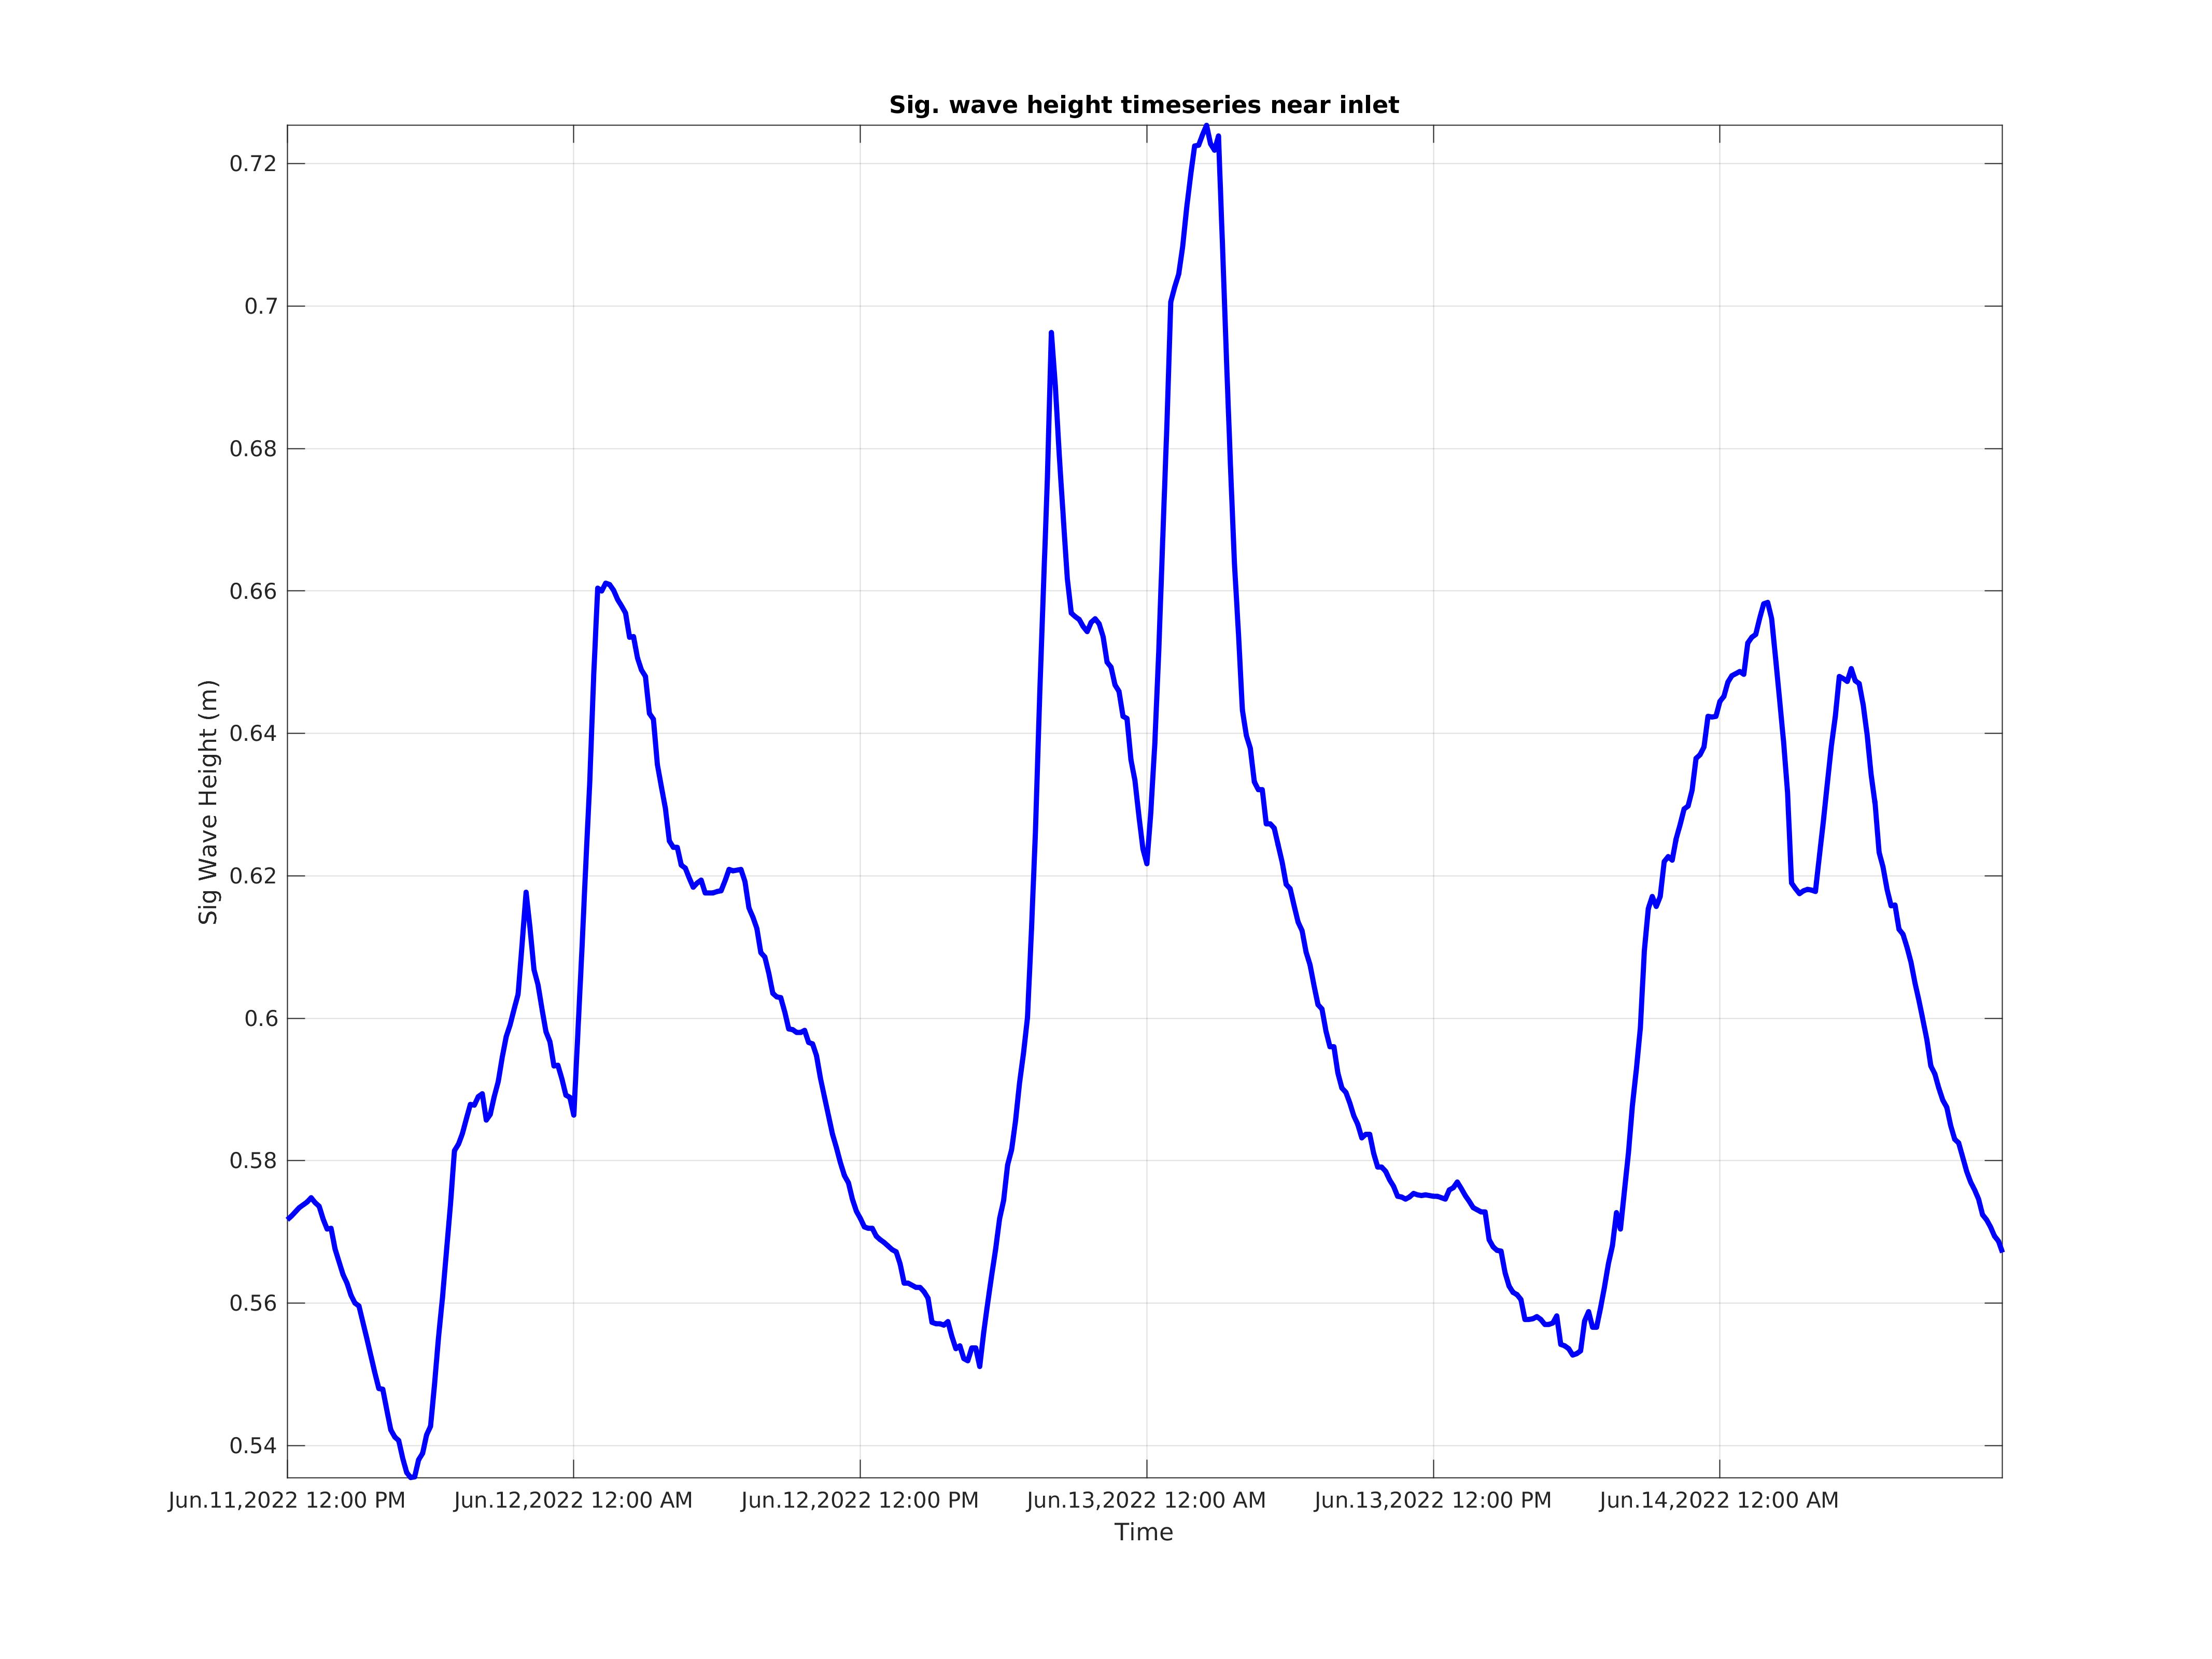 Sig. wave height timeseries near inlet
0.72
0.7
0.68
0.66
0.64
0.62
0.6
0.58
0.56
0.54
Sig Wave Height (m)
Jun.11,2022 12:00 PM
Jun.12,2022 12:00 AM
Jun.12,2022 12:00 PM
Jun.13,2022 12:00 AM
Jun.13,2022 12:00 PM
Jun.14,2022 12:00 AM
Time